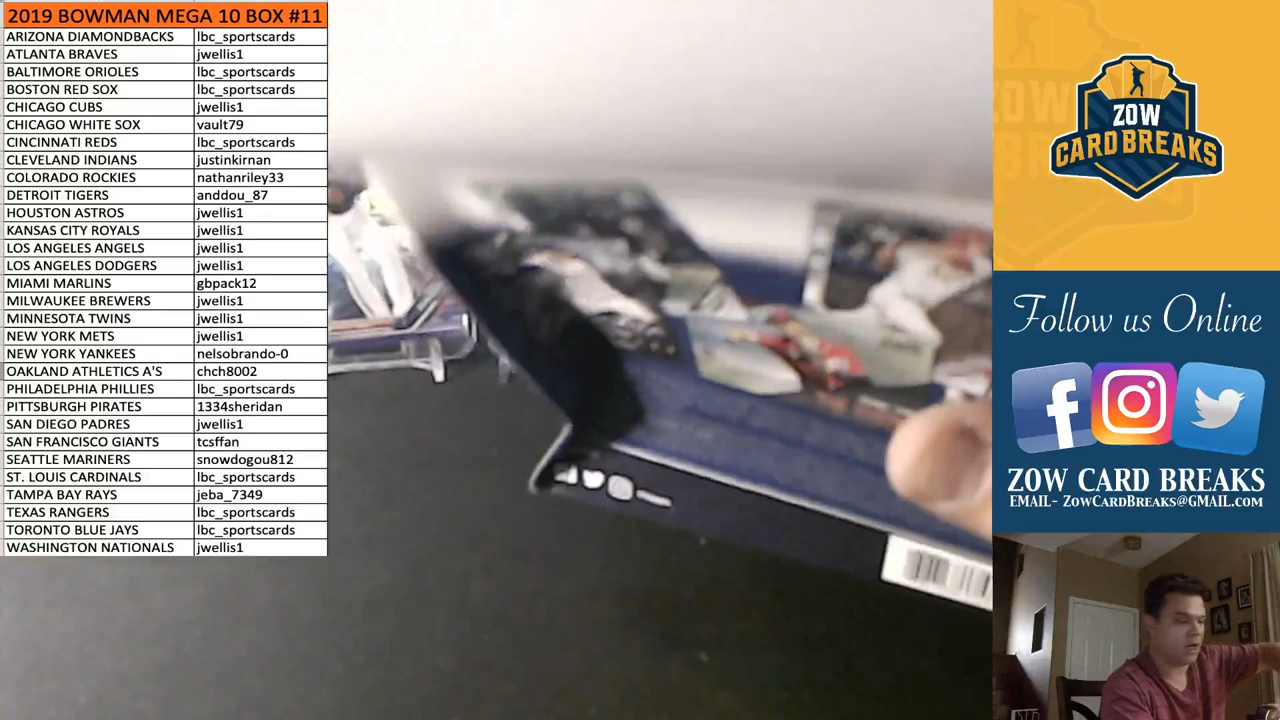 2019 BOWMAN MEGA 10 BOX #11
ARIZONA DIAMONDBACKS lbc_sportscards
ATLANTA BRAVES jwellis1
BALTIMORE ORIOLES lbc_sportscards
BOSTON RED SOX lbc_sportscards
CHICAGO CUBS jwellis1
CHICAGO WHITE SOX vault79
CINCINNATI REDS lbc_sportscards
CLEVELAND INDIANS justinkirnan
COLORADO ROCKIES nathanriley33
DETROIT TIGERS anddou_87
HOUSTON ASTROS jwellis1
KANSAS CITY ROYALS jwellis1
LOS ANGELES ANGELS jwellis1
LOS ANGELES DODGERS jwellis1
MIAMI MARLINS gbpack12
MILWAUKEE BREWERS jwellis1
MINNESOTA TWINS jwellis1
NEW YORK METS jwellis1
NEW YORK YANKEES nelsobrando-0
OAKLAND ATHLETICS A'S chch8002
PHILADELPHIA PHILLIES lbc_sportscards
PITTSBURGH PIRATES 1334sheridan
SAN DIEGO PADRES jwellis1
SAN FRANCISCO GIANTS tcsffan
SEATTLE MARINERS snowdogou812
ST. LOUIS CARDINALS lbc_sportscards
TAMPA BAY RAYS jeba_7349
TEXAS RANGERS lbc_sportscards
TORONTO BLUE JAYS lbc_sportscards
WASHINGTON NATIONALS jwellis1
ZOW
CARD BREAKS
Follow us Online
ZOW CARD BREAKS
EMAIL- ZOWCARDBREAKS@GMAIL.COM